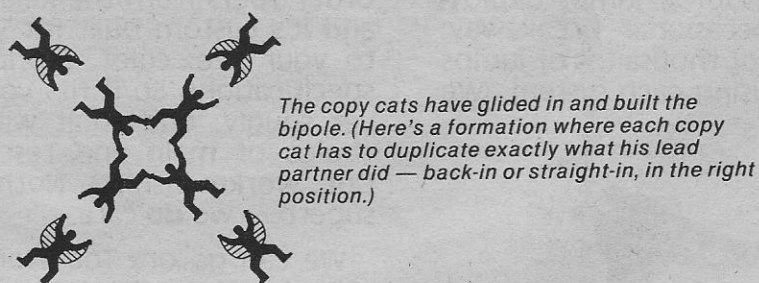 The copy cats have glided in and built the
bipole. (Here's a formation where each copy
cat has to duplicate exactly what his lead
partner did — back-in or straight-in, in the right
position.)